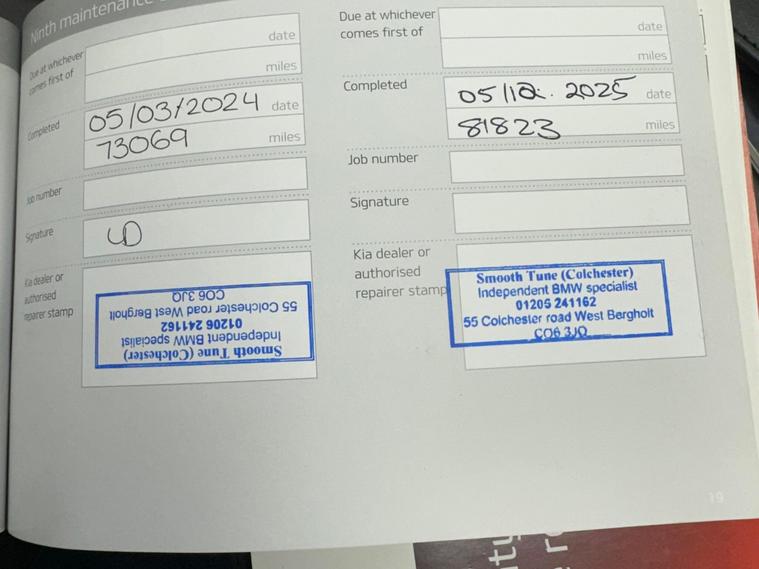 Ninth maintenance
Due at whichever
comes first of
date
miles
Completed
05/03/2024 date
73069 miles
Job number
Signature
Kia dealer or
authorised
repairer stamp
Smooth Tune (Colchester)
Independent BMW specialist
01206 241162
55 Colchester road West Bergholt
CO6 3JQ
Due at whichever
comes first of
date
miles
Completed
05/12. 2025 date
81823 miles
Job number
Signature
Kia dealer or
authorised
repairer stamp
Smooth Tune (Colchester)
Independent BMW specialist
01206 241162
55 Colchester road West Bergholt
CO6 3JQ
19